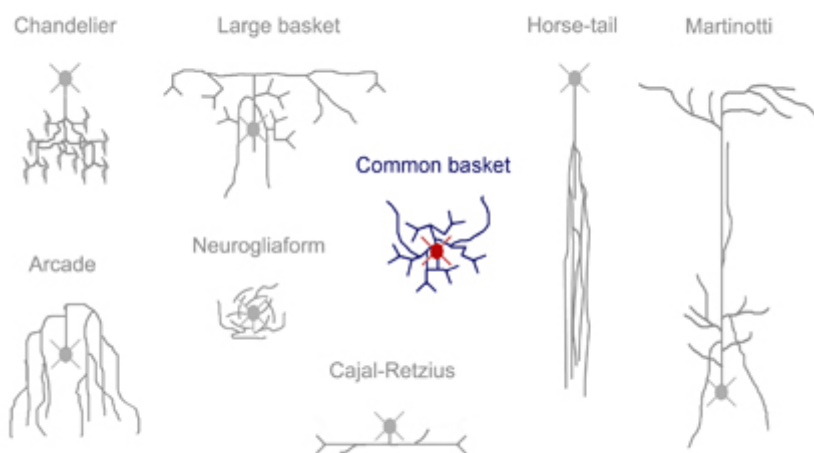 Chandelier
Large basket
Horse-tail
Martinotti
Common basket
Neurogliaform
Arcade
Cajal-Retzius